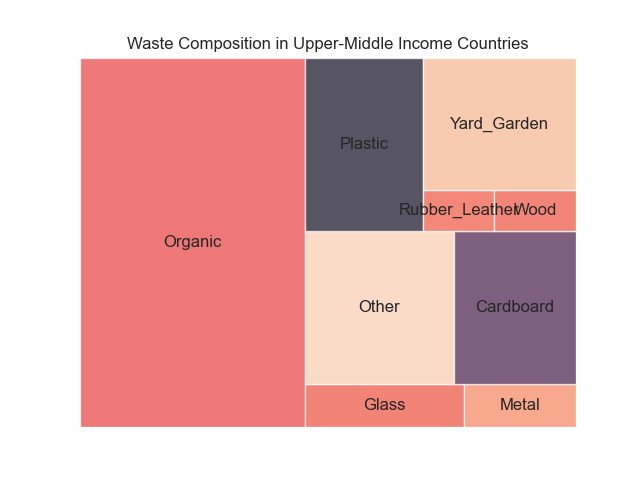 Waste Composition in Upper-Middle Income Countries
Yard_Garden
Plastic
Rubber_Leather
Wood
Organic
Other
Cardboard
Glass
Metal